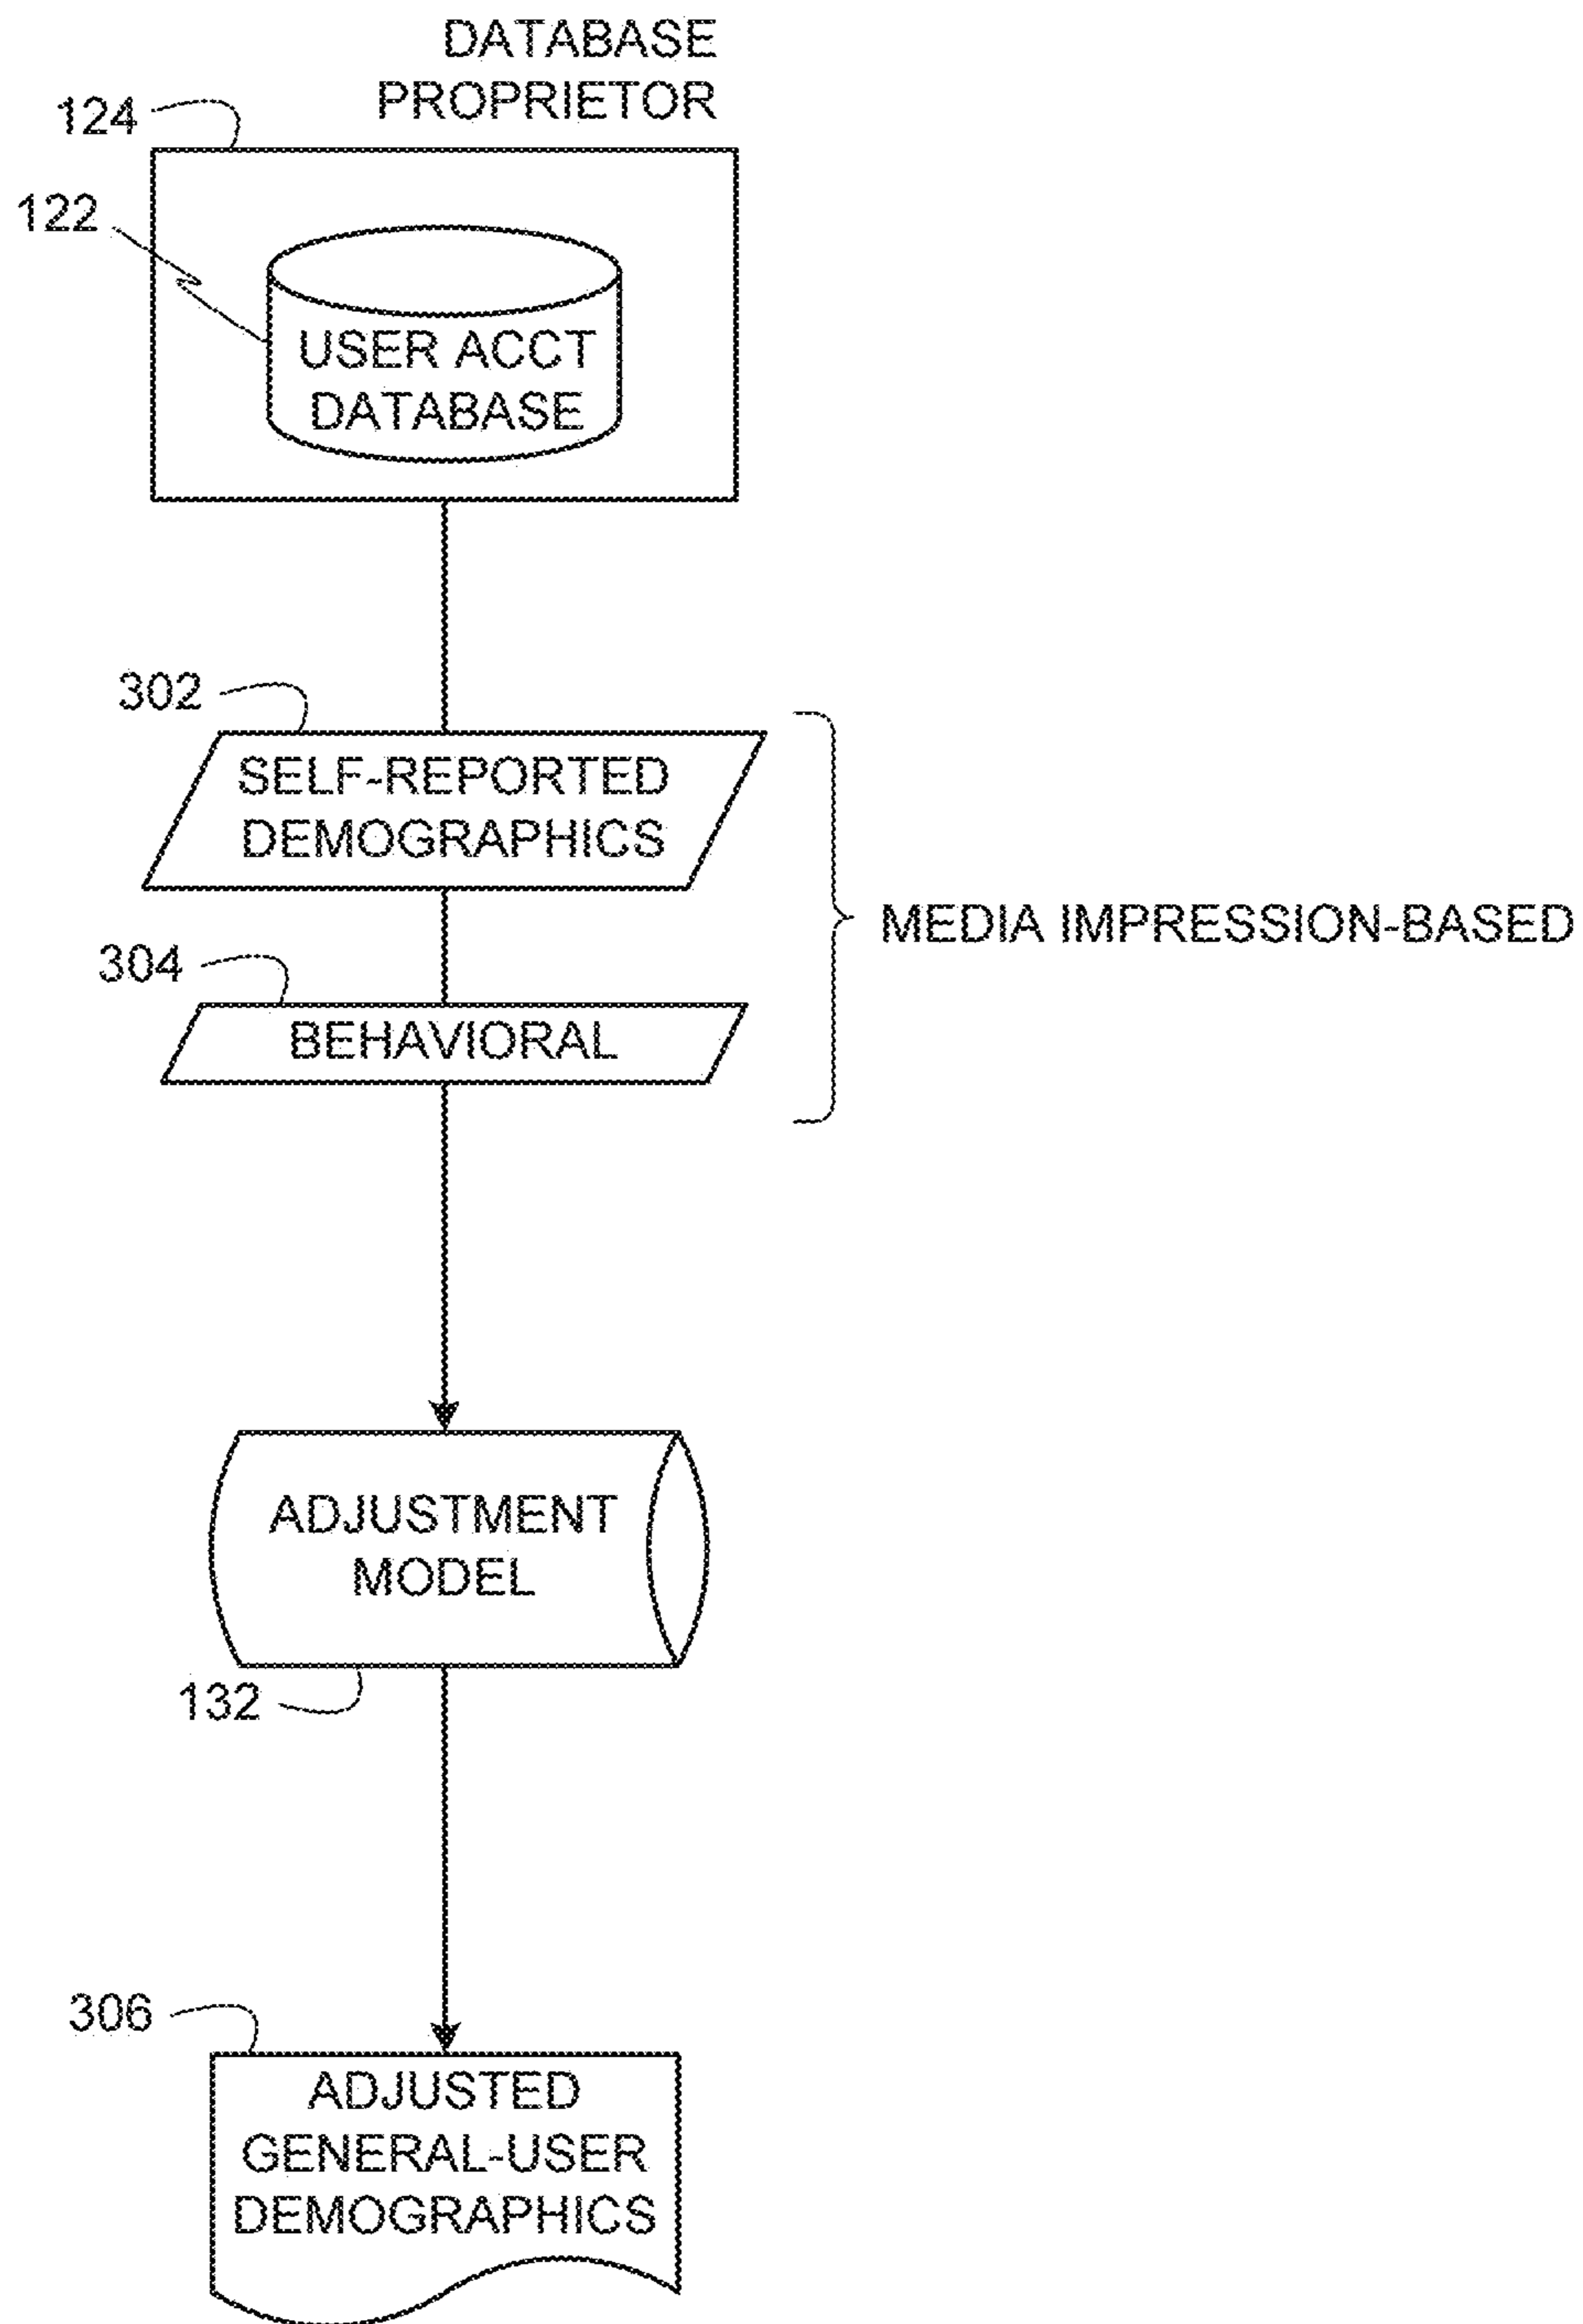 DATABASE
PROPRIETOR
124
122
USER ACCT
DATABASE
302
SELF-REPORTED
DEMOGRAPHICS
MEDIA IMPRESSION-BASED
304
BEHAVIORAL
ADJUSTMENT
MODEL
132
306
ADJUSTED
GENERAL-USER
DEMOGRAPHICS